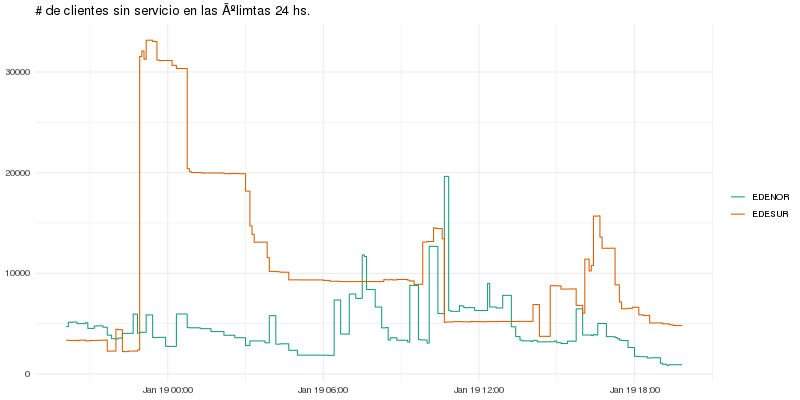 # de clientes sin servicio en las Ãºlimtas 24 hs.
30000
20000
10000
0
Jan 19 00:00
Jan 19 06:00
Jan 19 12:00
Jan 19 18:00
EDENOR
EDESUR